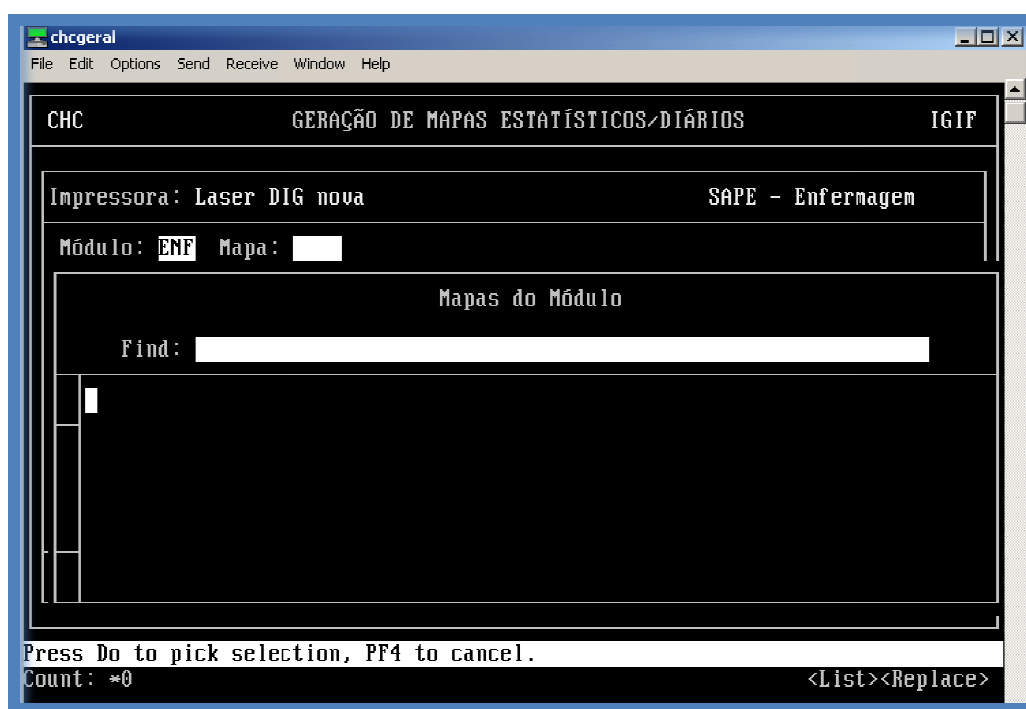 chcgeral
File Edit Options Send Receive Window Help
CHC GERAÇÃO DE MAPAS ESTATÍSTICOS/DIÁRIOS IGIF
Impressora: Laser DIG nova SAPE - Enfermagem
Módulo: ENF Mapa:
Mapas do Módulo
Find:
Press Do to pick selection, PF4 to cancel.
Count: *0 <List><Replace>